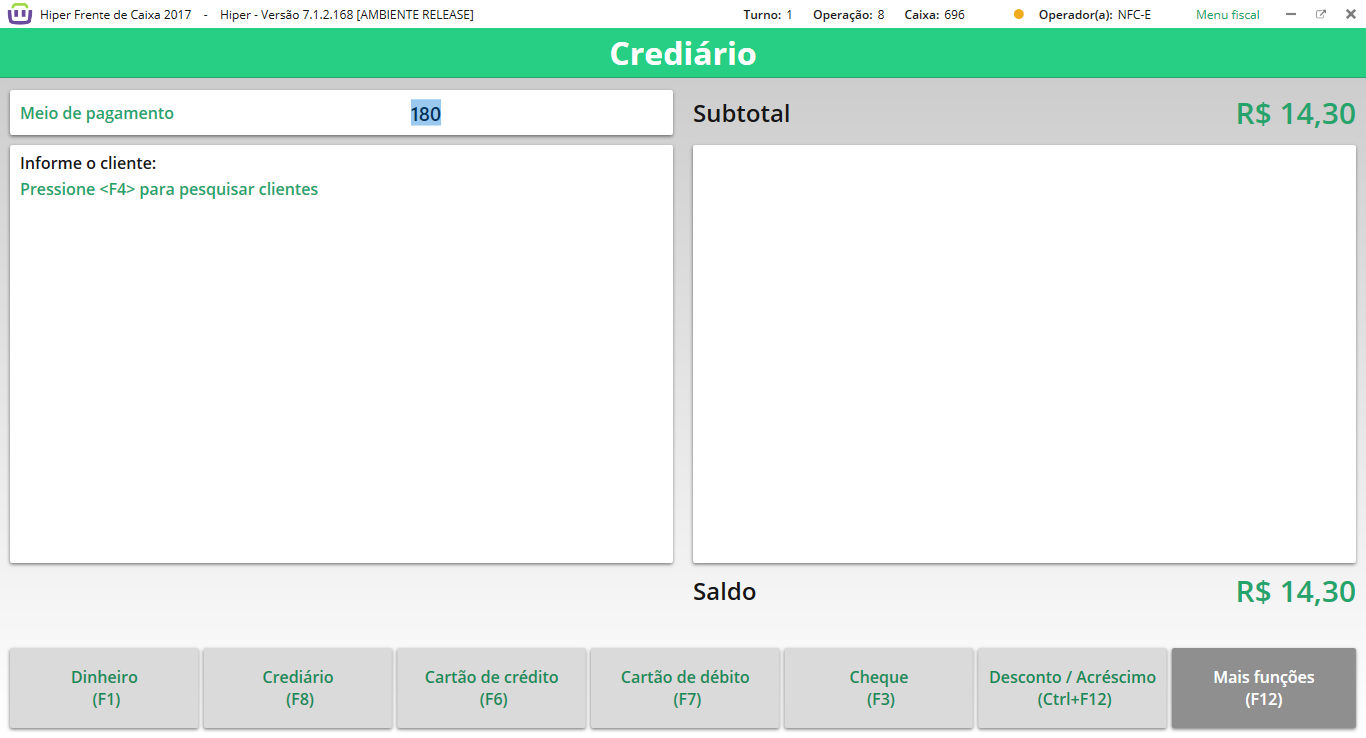 Hiper Frente de Caixa 2017 - Hiper - Versão 7.1.2.168 [AMBIENTE RELEASE] Turno: 1 Operação: 8 Caixa: 696 Operador(a): NFC-E Menu fiscal
Crediário
Meio de pagamento 180
Subtotal R$ 14,30
Informe o cliente:
Pressione <F4> para pesquisar clientes
Saldo R$ 14,30
Dinheiro
(F1)
Crediário
(F8)
Cartão de crédito
(F6)
Cartão de débito
(F7)
Cheque
(F3)
Desconto / Acréscimo
(Ctrl+F12)
Mais funções
(F12)